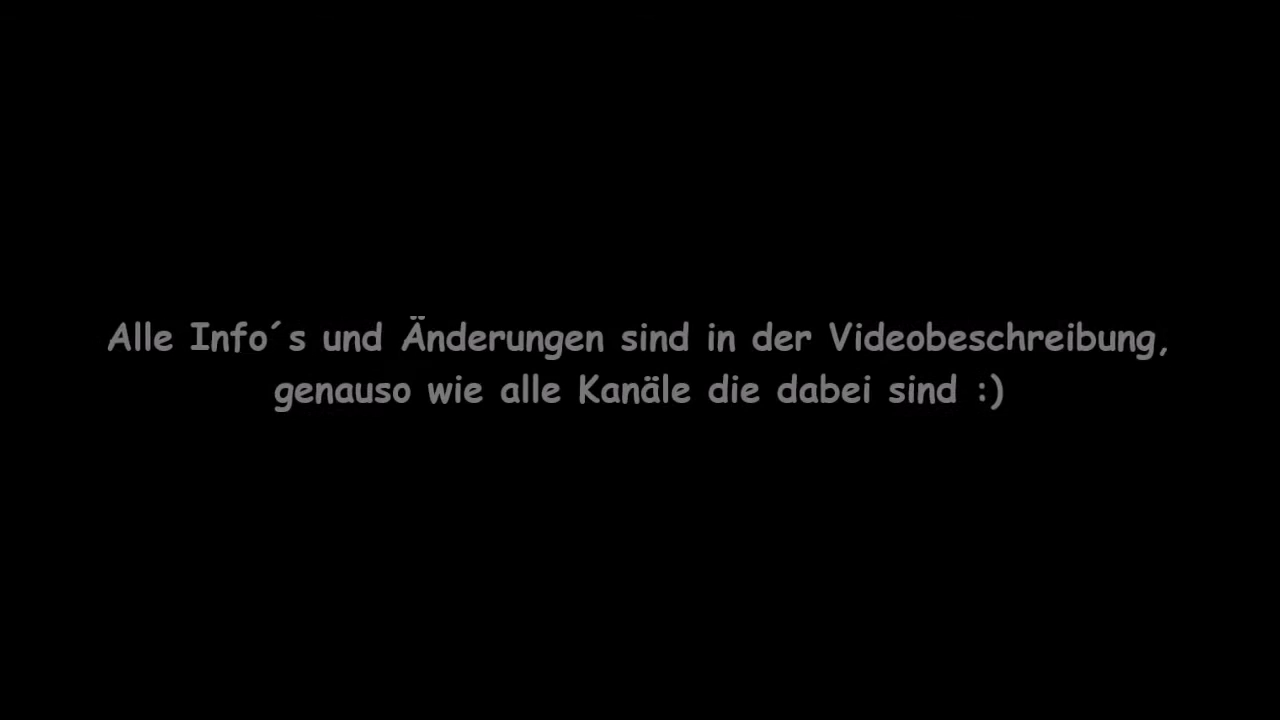 Alle Info´s und Änderungen sind in der Videobeschreibung,
genauso wie alle Kanäle die dabei sind :)